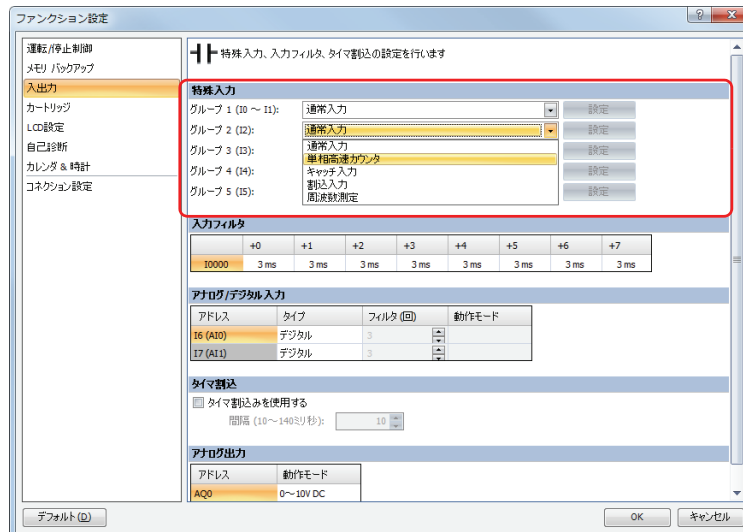 ファンクション設定
運転/停止制御
メモリ バックアップ
入出力
カートリッジ
LCD設定
自己診断
カレンダ & 時計
コネクション設定
特殊入力、入力フィルタ、タイマ割込の設定を行います
特殊入力
グループ 1 (I0 ～ I1): 通常入力 設定
グループ 2 (I2): 通常入力 設定
グループ 3 (I3): 通常入力 設定
単相高速カウンタ
グループ 4 (I4): キャッチ入力 設定
割込入力
グループ 5 (I5): 周波数測定 設定
入力フィルタ
+0 +1 +2 +3 +4 +5 +6 +7
I0000 3 ms 3 ms 3 ms 3 ms 3 ms 3 ms 3 ms 3 ms
アナログ/デジタル入力
アドレス タイプ フィルタ (回) 動作モード
I6 (AI0) デジタル 3
I7 (AI1) デジタル 3
タイマ割込
タイマ割込みを使用する
間隔 (10～140ミリ秒): 10
アナログ出力
アドレス 動作モード
AQ0 0～10V DC
デフォルト(D) OK キャンセル